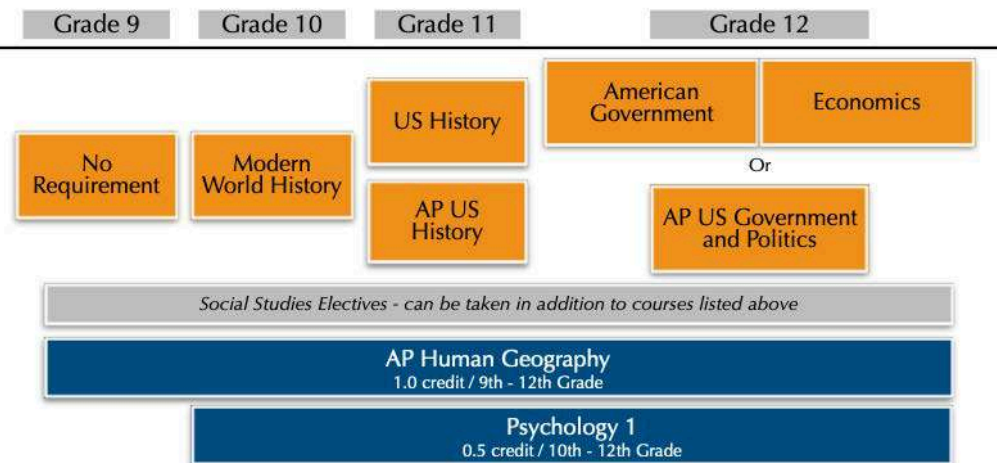 Grade 9
Grade 10
Grade 11
Grade 12
No
Requirement
Modern
World History
US History
AP US
History
American
Government
Economics
Or
AP US Government
and Politics
Social Studies Electives - can be taken in addition to courses listed above
AP Human Geography
1.0 credit / 9th - 12th Grade
Psychology 1
0.5 credit / 10th - 12th Grade